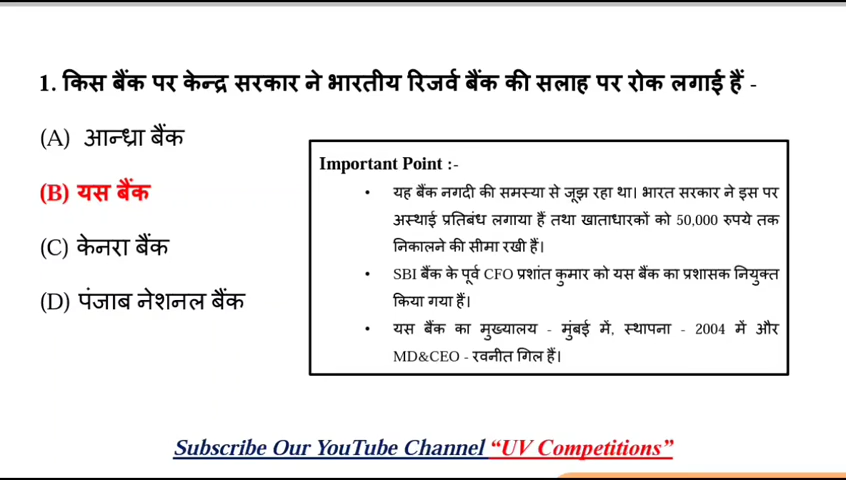 1. किस बैंक पर केन्द्र सरकार ने भारतीय रिजर्व बैंक की सलाह पर रोक लगाई हैं -
(A) आन्ध्रा बैंक
(B) यस बैंक
(C) केनरा बैंक
(D) पंजाब नेशनल बैंक
Important Point :-
• यह बैंक नगदी की समस्या से जूझ रहा था। भारत सरकार ने इस पर
अस्थाई प्रतिबंध लगाया हैं तथा खाताधारकों को 50,000 रुपये तक
निकालने की सीमा रखी हैं।
• SBI बैंक के पूर्व CFO प्रशांत कुमार को यस बैंक का प्रशासक नियुक्त
किया गया हैं।
• यस बैंक का मुख्यालय - मुंबई में, स्थापना - 2004 में और
MD&CEO - रवनीत गिल हैं।
Subscribe Our YouTube Channel “UV Competitions”